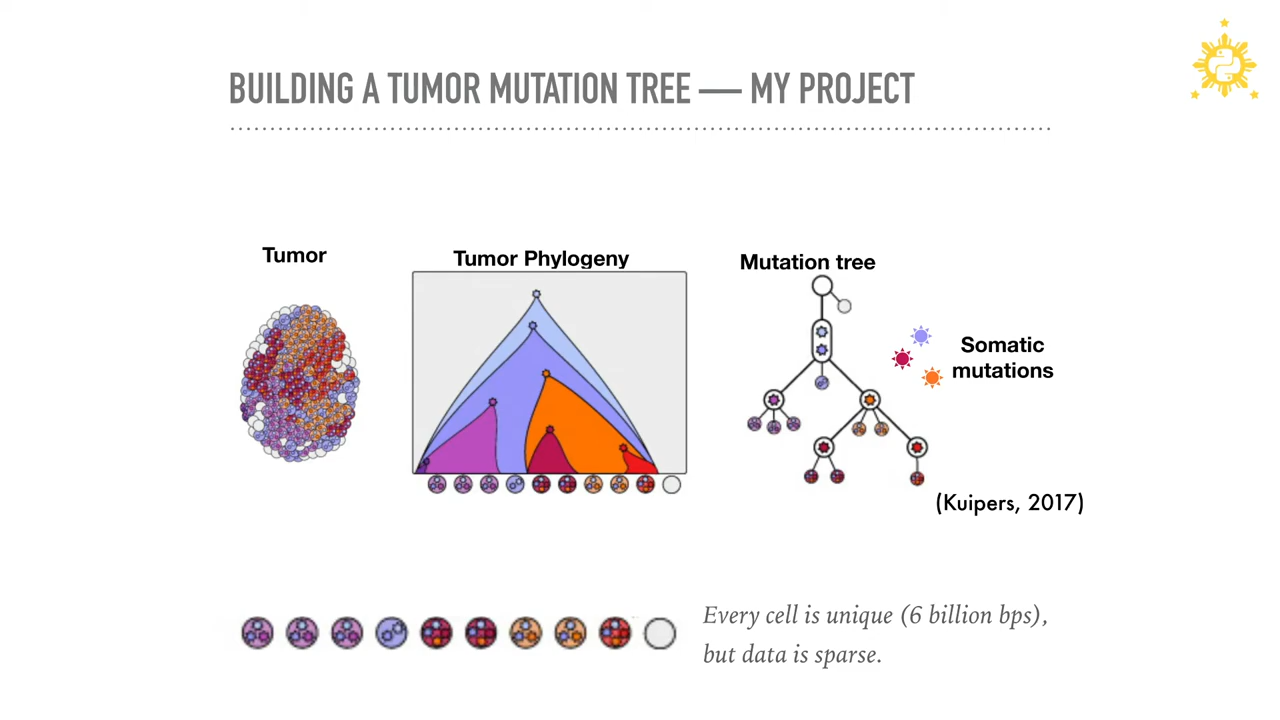 BUILDING A TUMOR MUTATION TREE — MY PROJECT
Tumor
Tumor Phylogeny
Mutation tree
Somatic
mutations
(Kuipers, 2017)
Every cell is unique (6 billion bps),
but data is sparse.